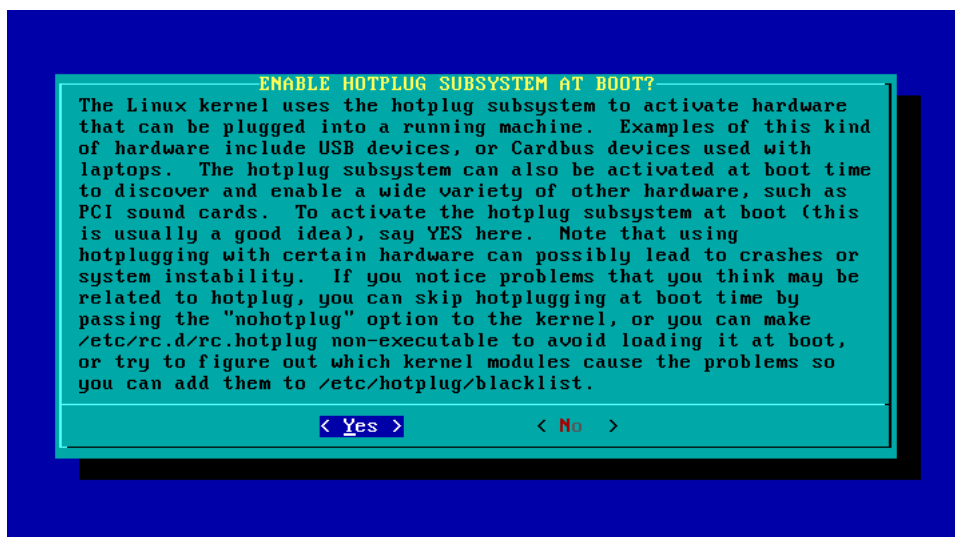 ENABLE HOTPLUG SUBSYSTEM AT BOOT?
The Linux kernel uses the hotplug subsystem to activate hardware
that can be plugged into a running machine.  Examples of this kind
of hardware include USB devices, or Cardbus devices used with
laptops.  The hotplug subsystem can also be activated at boot time
to discover and enable a wide variety of other hardware, such as
PCI sound cards.  To activate the hotplug subsystem at boot (this
is usually a good idea), say YES here.  Note that using
hotplugging with certain hardware can possibly lead to crashes or
system instability.  If you notice problems that you think may be
related to hotplug, you can skip hotplugging at boot time by
passing the "nohotplug" option to the kernel, or you can make
/etc/rc.d/rc.hotplug non-executable to avoid loading it at boot,
or try to figure out which kernel modules cause the problems so
you can add them to /etc/hotplug/blacklist.
< Yes > < No >